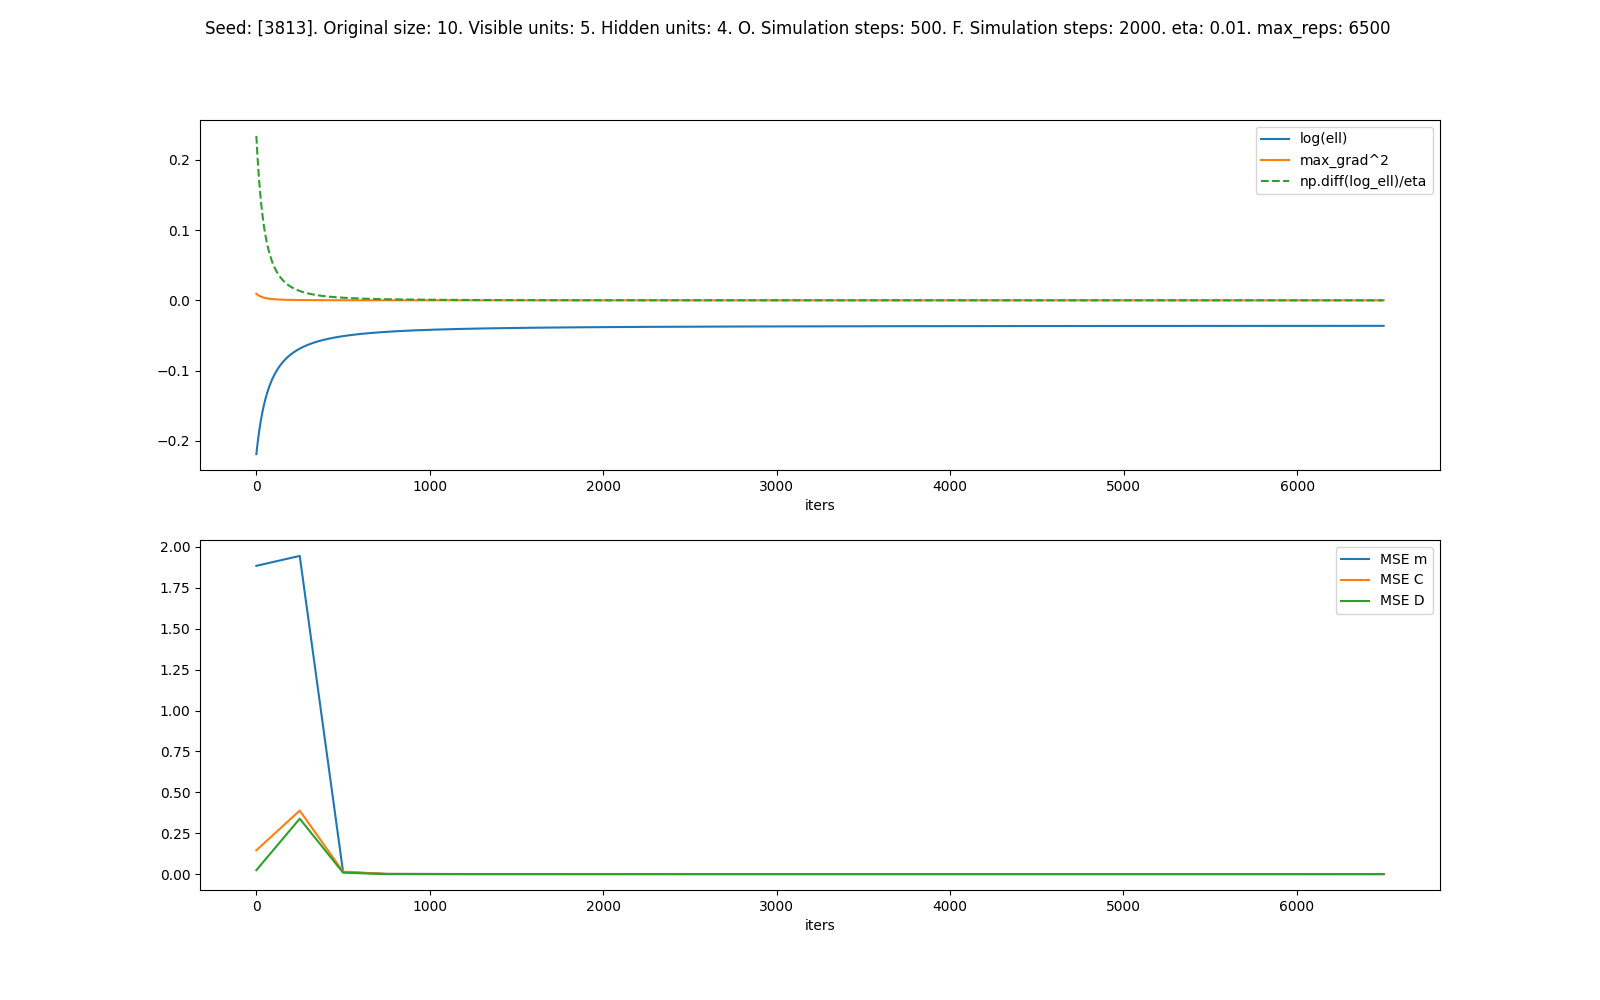 Seed: [3813]. Original size: 10. Visible units: 5. Hidden units: 4. O. Simulation steps: 500. F. Simulation steps: 2000. eta: 0.01. max_reps: 6500
log(ell)
max_grad^2
np.diff(log_ell)/eta
0.2
0.1
0.0
−0.1
−0.2
0 1000 2000 3000 4000 5000 6000
iters
MSE m
MSE C
MSE D
2.00
1.75
1.50
1.25
1.00
0.75
0.50
0.25
0.00
0 1000 2000 3000 4000 5000 6000
iters